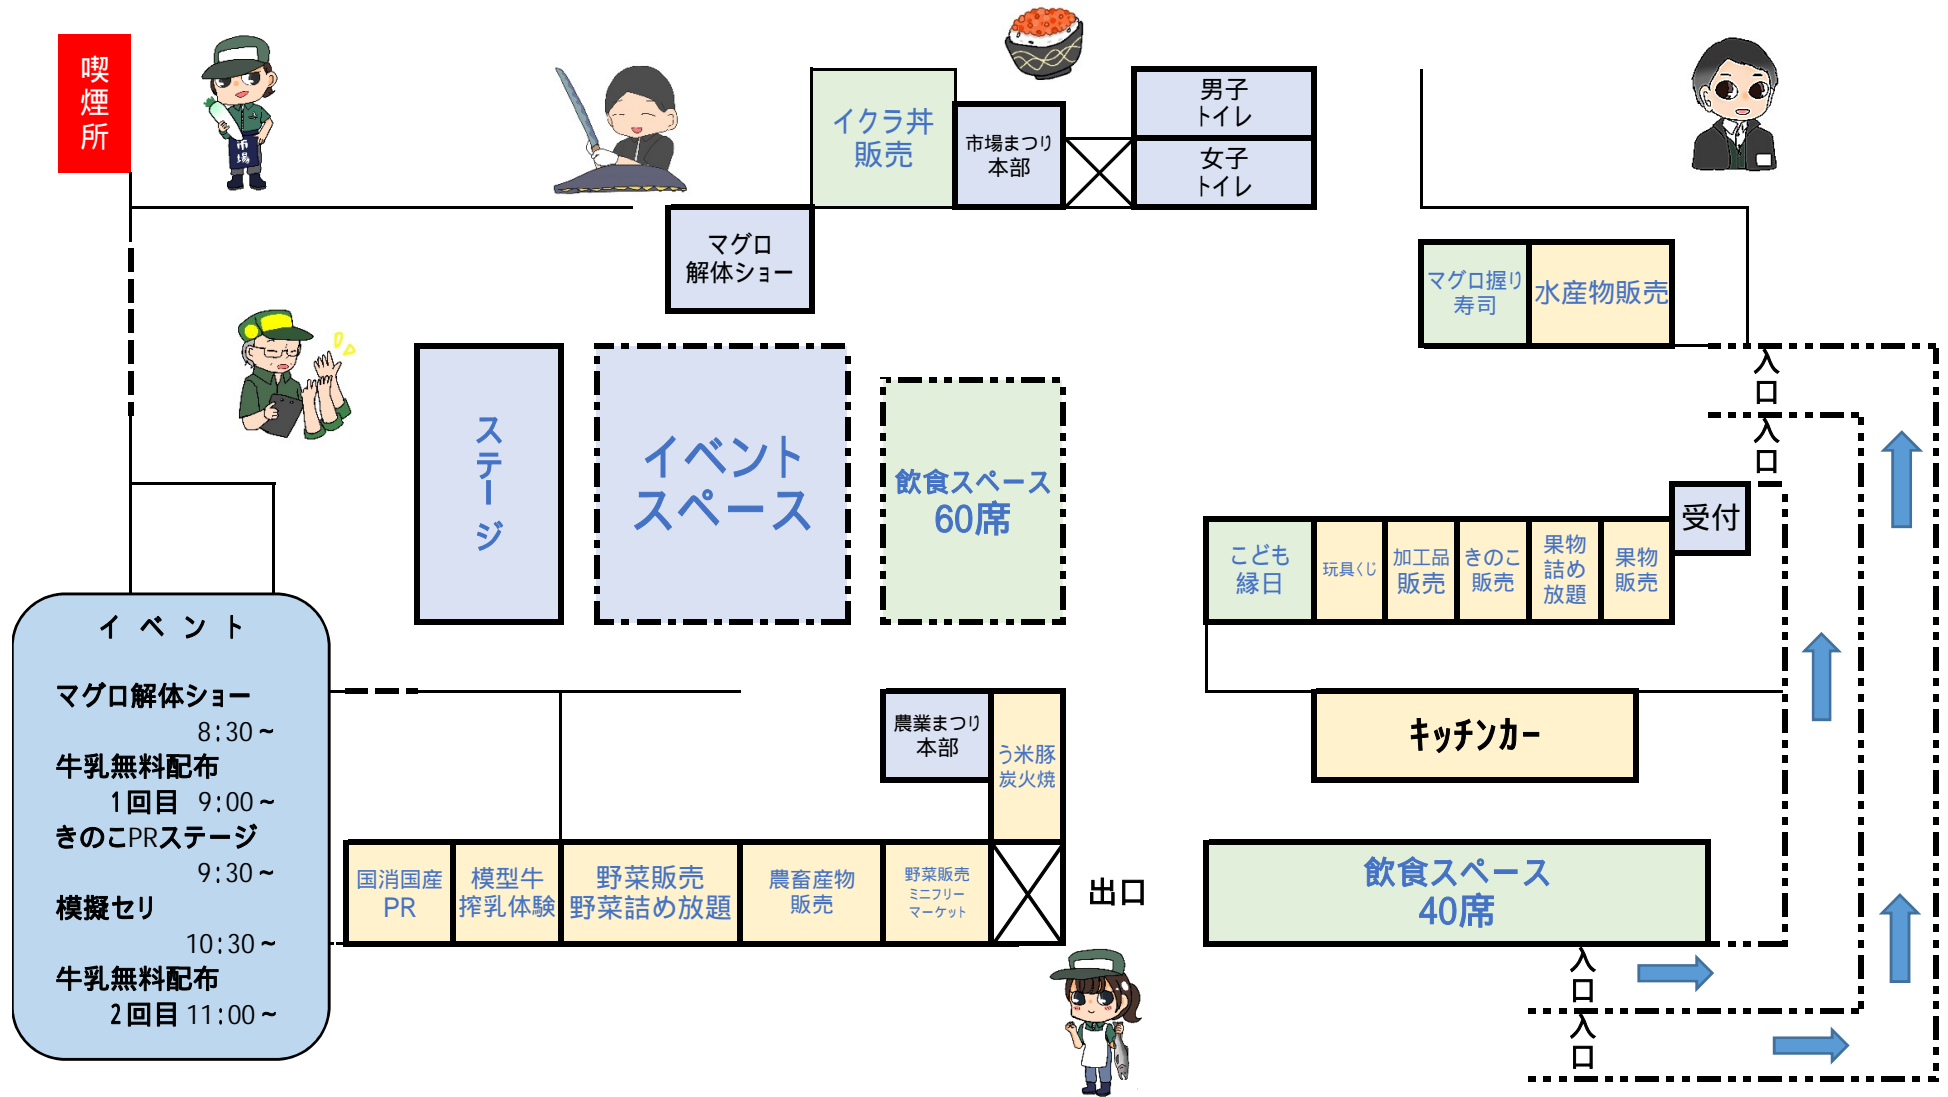 喫煙所
イクラ丼
販売
市場まつり
本部
男子
トイレ
女子
トイレ
市場
マグロ
解体ショー
マグロ握り
寿司
水産物販売
入口
入口
ステージ
イベント
スペース
飲食スペース
60席
受付
こども
縁日
玩具くじ
加工品
販売
きのこ
販売
果物
詰め
放題
果物
販売
イベント
マグロ解体ショー
8:30~
牛乳無料配布
1回目 9:00~
きのこPRステージ
9:30~
模擬セリ
10:30~
牛乳無料配布
2回目 11:00~
農業まつり
本部
う米豚
炭火焼
キッチンカー
国消国産
PR
模型牛
搾乳体験
野菜販売
野菜詰め放題
農畜産物
販売
野菜販売
ミニフリー
マーケット
出口
飲食スペース
40席
入口
入口